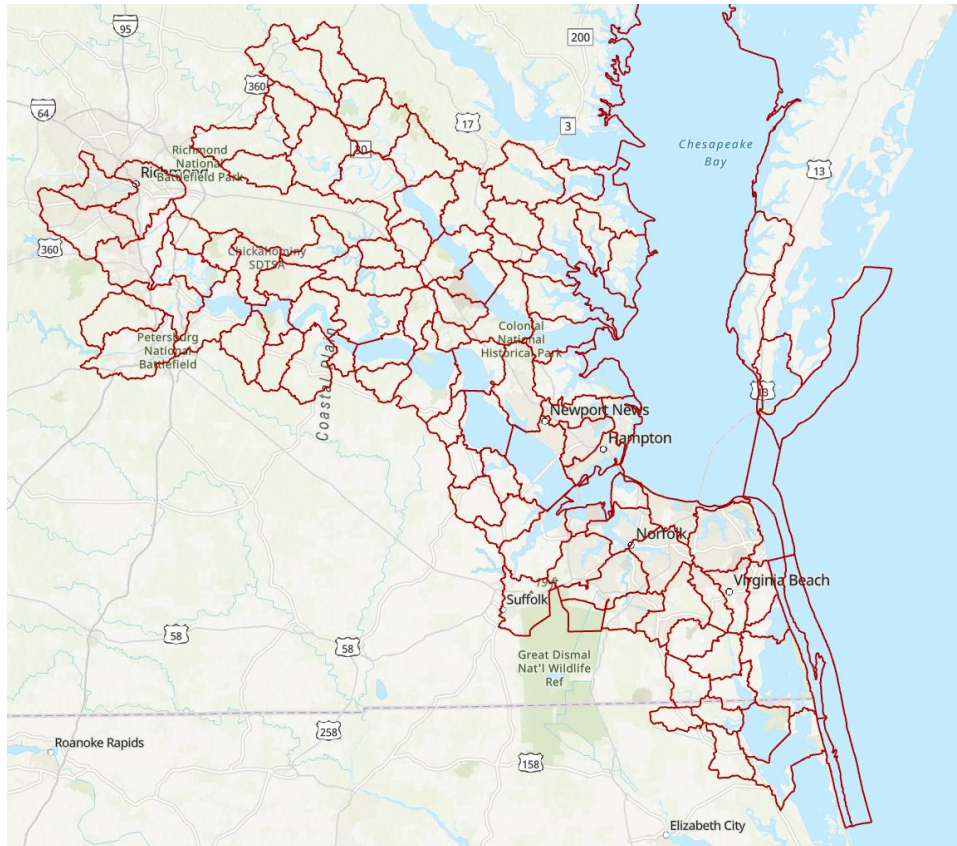 95
200
360
64
17
3
Chesapeake
Bay
13
30
Richmond
National
Battlefield Park
Richmond
360
Chickahominy
SDTSA
Petersburg
National
Battlefield
Coastal Plain
Colonial
National
Historical Park
13
Newport News
Hampton
Norfolk
Virginia Beach
19 ft
Suffolk
58
58
Great Dismal
Nat'l Wildlife
Ref
258
Roanoke Rapids
158
Elizabeth City